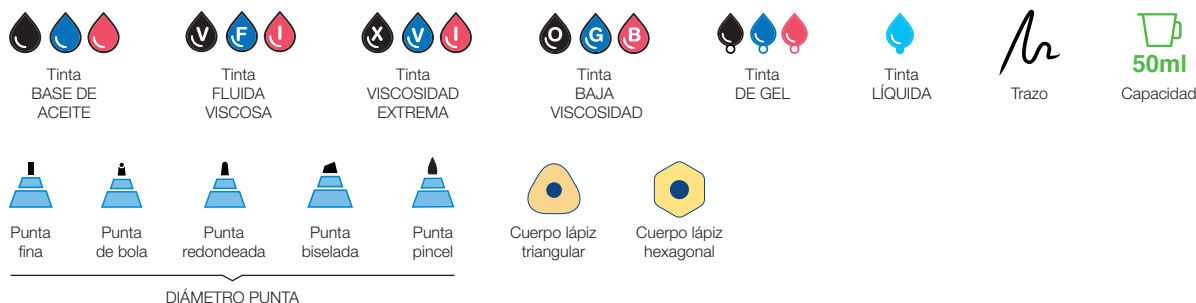 V F I
X V I
O G B
50ml
Tinta
BASE DE
ACEITE
Tinta
FLUIDA
VISCOSA
Tinta
VISCOSIDAD
EXTREMA
Tinta
BAJA
VISCOSIDAD
Tinta
DE GEL
Tinta
LÍQUIDA
Trazo
Capacidad
Punta
fina
Punta
de bola
Punta
redondeada
Punta
biselada
Punta
pincel
Cuerpo lápiz
triangular
Cuerpo lápiz
hexagonal
DIÁMETRO PUNTA